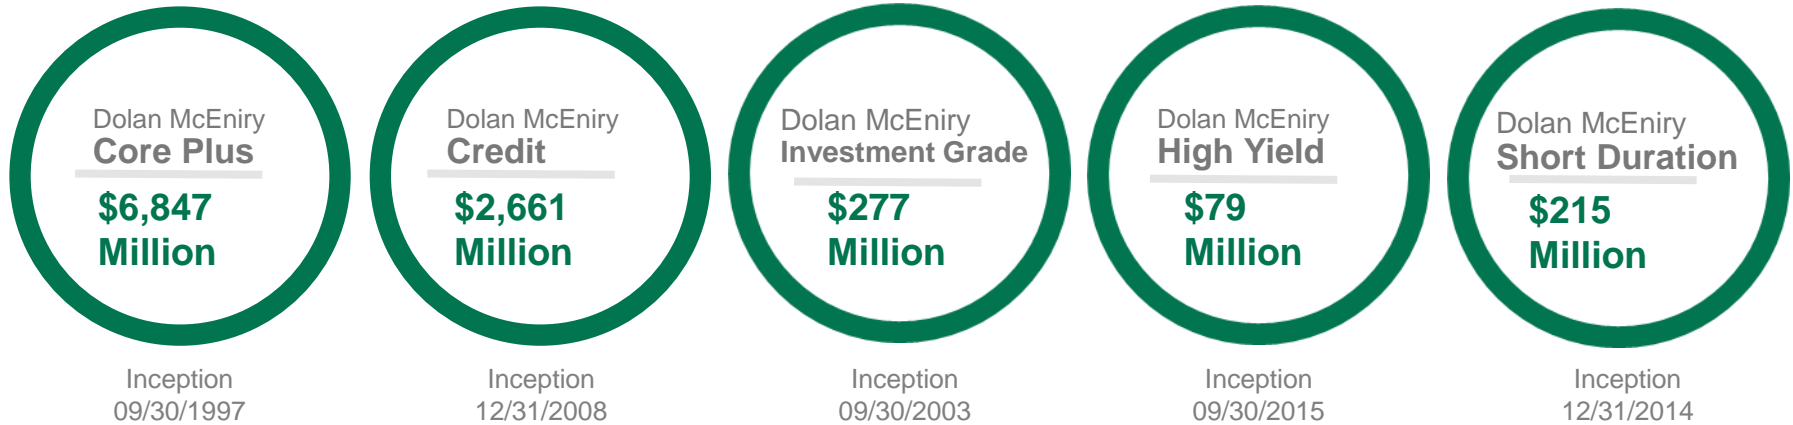 Dolan McEniry
Core Plus
$6,847
Million
Inception
09/30/1997
Dolan McEniry
Credit
$2,661
Million
Inception
12/31/2008
Dolan McEniry
Investment Grade
$277
Million
Inception
09/30/2003
Dolan McEniry
High Yield
$79
Million
Inception
09/30/2015
Dolan McEniry
Short Duration
$215
Million
Inception
12/31/2014